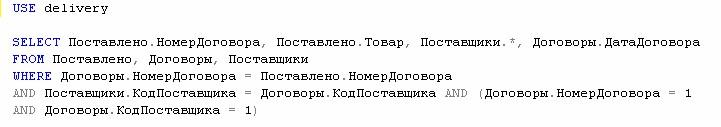 USE delivery
SELECT Поставлено.НомерДоговора, Поставлено.Товар, Поставщики.*, Договоры.ДатаДоговора
FROM Поставлено, Договоры, Поставщики
WHERE Договоры.НомерДоговора = Поставлено.НомерДоговора
AND Поставщики.КодПоставщика = Договоры.КодПоставщика AND (Договоры.НомерДоговора = 1
AND Договоры.КодПоставщика = 1)